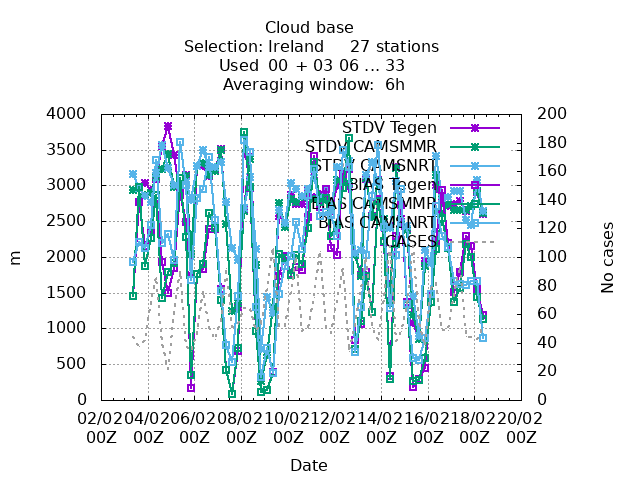 Cloud base
Selection: Ireland 27 stations
Used 00 + 03 06 ... 33
Averaging window: 6h
4000
3500
3000
2500
2000
1500
1000
500
0
m
200
180
160
140
120
100
80
60
40
20
0
No cases
STDV Tegen
STDV CAMSMMR
STDV CAMSNRT
BIAS Tegen
BIAS CAMSMMR
BIAS CAMSNRT
CASES
02/02 04/02 06/02 08/02 10/02 12/02 14/02 16/02 18/02 20/02
00Z 00Z 00Z 00Z 00Z 00Z 00Z 00Z 00Z 00Z
Date